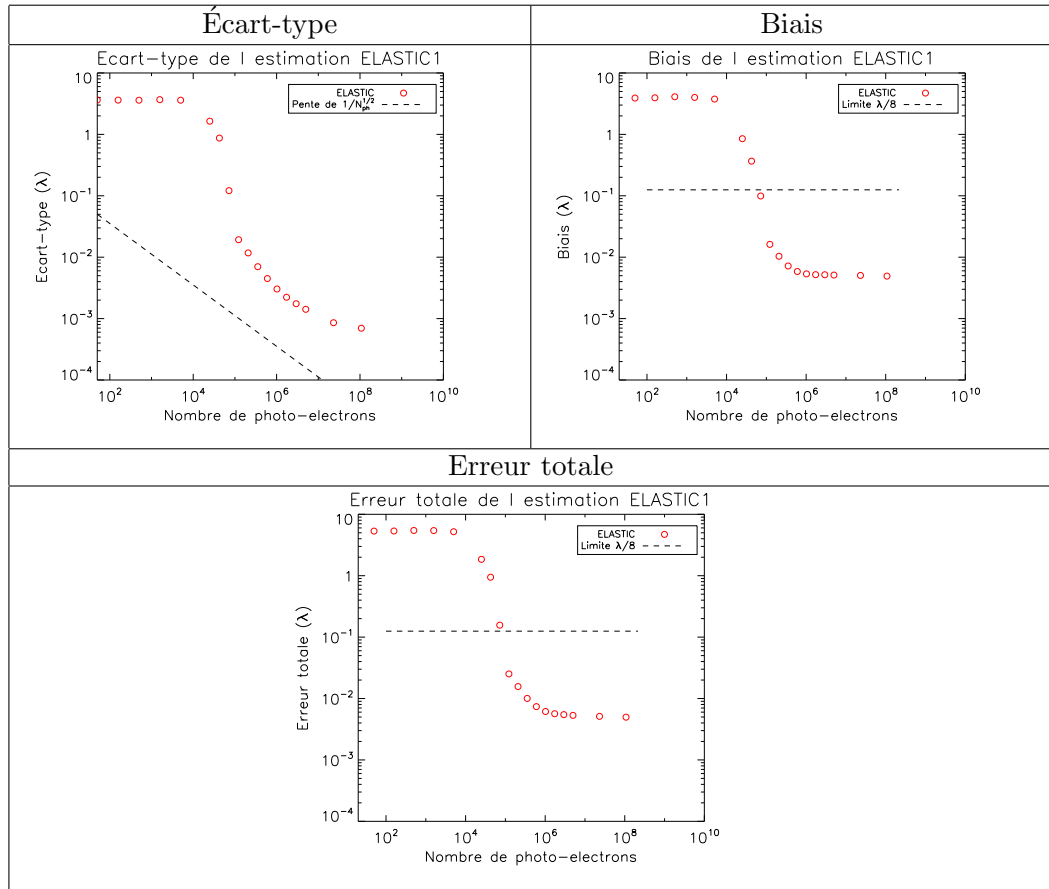 Écart-type
Biais
Ecart-type de l estimation ELASTIC1
ELASTIC
Pente de 1/N_ph^1/2
Ecart-type (λ)
10
1
10^-1
10^-2
10^-3
10^-4
10^2
10^4
10^6
10^8
10^10
Nombre de photo-electrons
Biais de l estimation ELASTIC1
ELASTIC
Limite λ/8
Biais (λ)
10
1
10^-1
10^-2
10^-3
10^-4
10^2
10^4
10^6
10^8
10^10
Nombre de photo-electrons
Erreur totale
Erreur totale de l estimation ELASTIC1
ELASTIC
Limite λ/8
Erreur totale (λ)
10
1
10^-1
10^-2
10^-3
10^-4
10^2
10^4
10^6
10^8
10^10
Nombre de photo-electrons